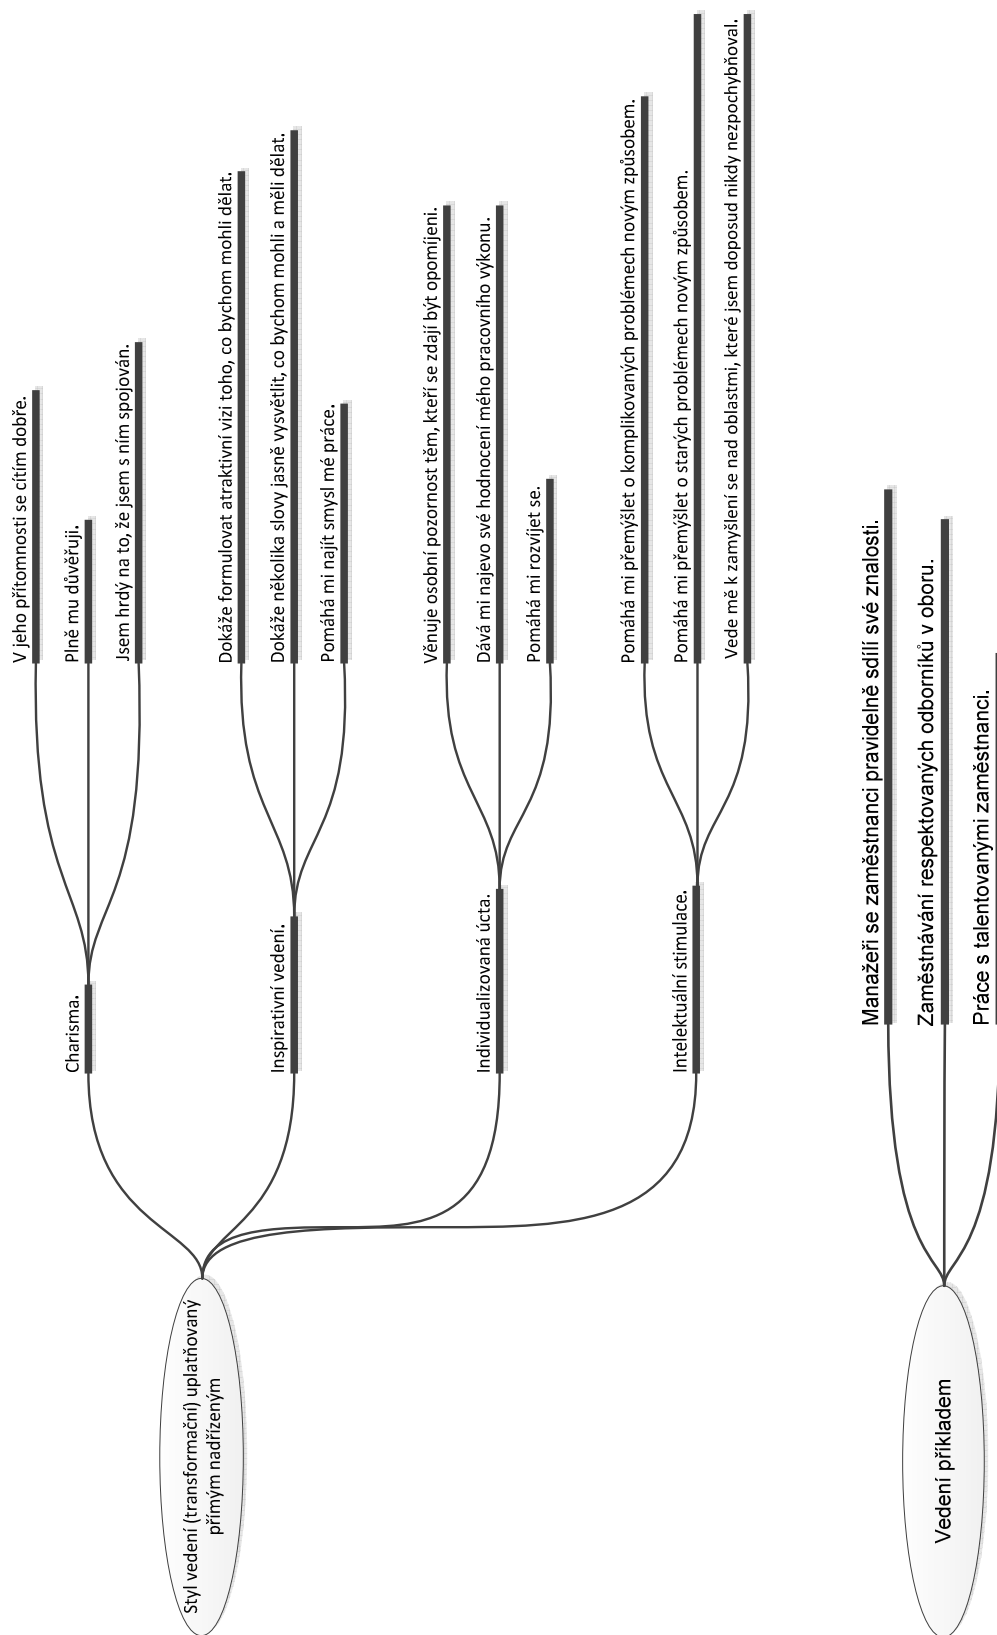 Styl vedení (transformační) uplatňovaný
přímým nadřízeným
Charisma.
V jeho přítomnosti se cítím dobře.
Plně mu důvěřuji.
Jsem hrdý na to, že jsem s ním spojován.
Inspirativní vedení.
Dokáže formulovat atraktivní vizi toho, co bychom mohli dělat.
Dokáže několika slovy jasně vysvětlit, co bychom mohli a měli dělat.
Pomáhá mi najít smysl mé práce.
Individualizovaná úcta.
Věnuje osobní pozornost těm, kteří se zdají být opomíjeni.
Dává mi najevo své hodnocení mého pracovního výkonu.
Pomáhá mi rozvíjet se.
Intelektuální stimulace.
Pomáhá mi přemýšlet o komplikovaných problémech novým způsobem.
Pomáhá mi přemýšlet o starých problémech novým způsobem.
Vede mě k zamyšlení se nad oblastmi, které jsem doposud nikdy nezpochybňoval.
Vedení příkladem
Manažeři se zaměstnanci pravidelně sdílí své znalosti.
Zaměstnávání respektovaných odborníků v oboru.
Práce s talentovanými zaměstnanci.